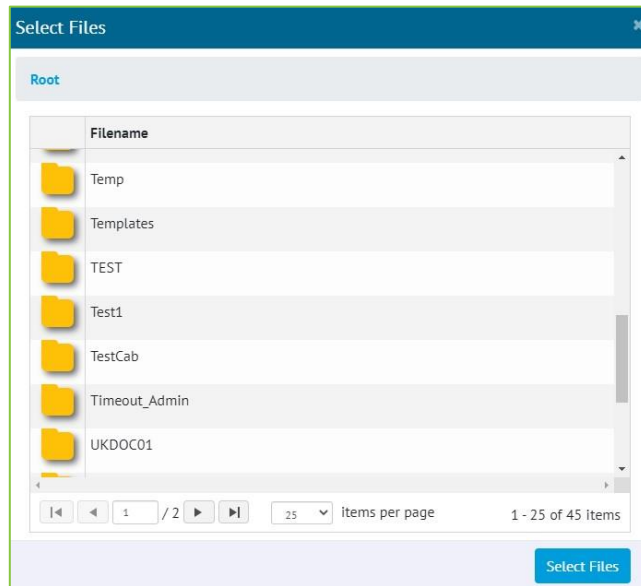 Select Files
Root
Filename
Temp
Templates
TEST
Test1
TestCab
Timeout_Admin
UKDOC01
1 / 2 25 items per page 1 - 25 of 45 items
Select Files